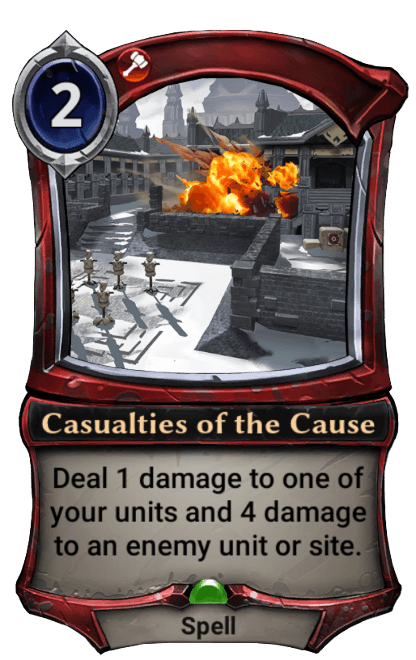 2
Casualties of the Cause
Deal 1 damage to one of
your units and 4 damage
to an enemy unit or site.
Spell